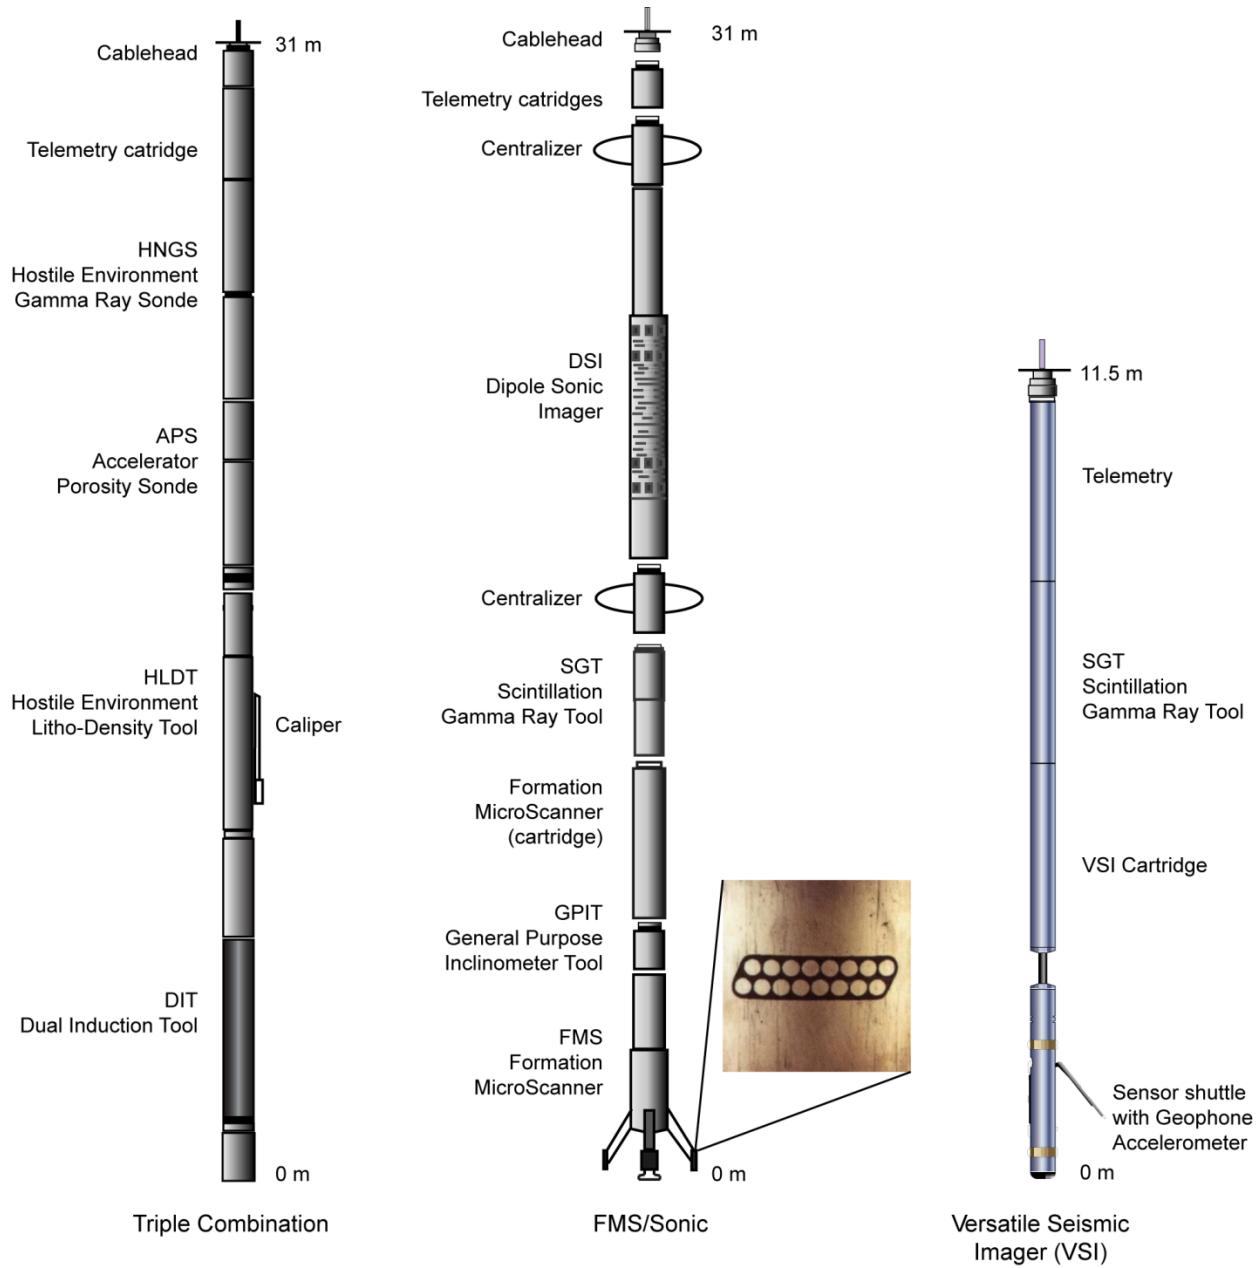 Cablehead
31 m
Telemetry catridge
HNGS
Hostile Environment
Gamma Ray Sonde
APS
Accelerator
Porosity Sonde
HLDT
Hostile Environment
Litho-Density Tool
Caliper
DIT
Dual Induction Tool
0 m
Triple Combination
Cablehead
31 m
Telemetry catridges
Centralizer
DSI
Dipole Sonic
Imager
Centralizer
SGT
Scintillation
Gamma Ray Tool
Formation
MicroScanner
(cartridge)
GPIT
General Purpose
Inclinometer Tool
FMS
Formation
MicroScanner
0 m
FMS/Sonic
11.5 m
Telemetry
SGT
Scintillation
Gamma Ray Tool
VSI Cartridge
Sensor shuttle
with Geophone
Accelerometer
0 m
Versatile Seismic
Imager (VSI)